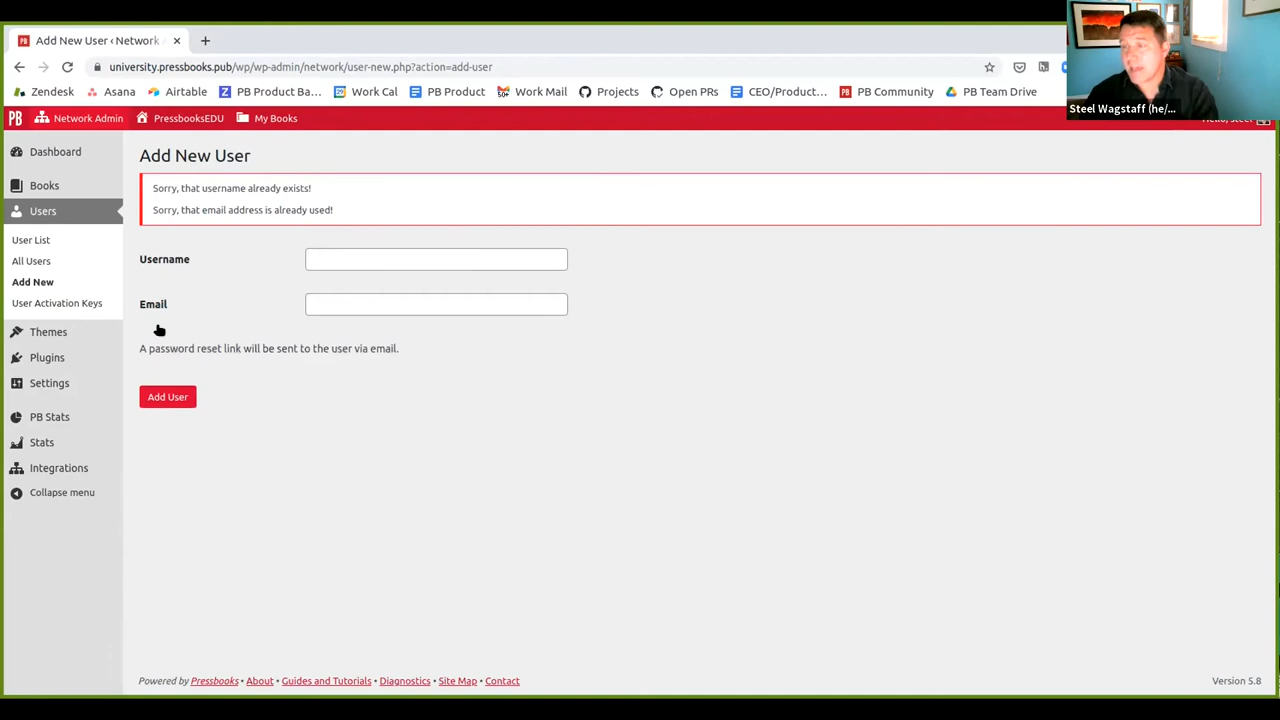 Add New User ‹ Network
university.pressbooks.pub/wp/wp-admin/network/user-new.php?action=add-user
Zendesk
Asana
Airtable
PB Product Ba...
Work Cal
PB Product
Work Mail
Projects
Open PRs
CEO/Product...
PB Community
PB Team Drive
Steel Wagstaff (he/...
PB
Network Admin
PressbooksEDU
My Books
Dashboard
Books
Users
User List
All Users
Add New
User Activation Keys
Themes
Plugins
Settings
PB Stats
Stats
Integrations
Collapse menu
Add New User
Sorry, that username already exists!
Sorry, that email address is already used!
Username
Email
A password reset link will be sent to the user via email.
Add User
Powered by Pressbooks • About • Guides and Tutorials • Diagnostics • Site Map • Contact
Version 5.8